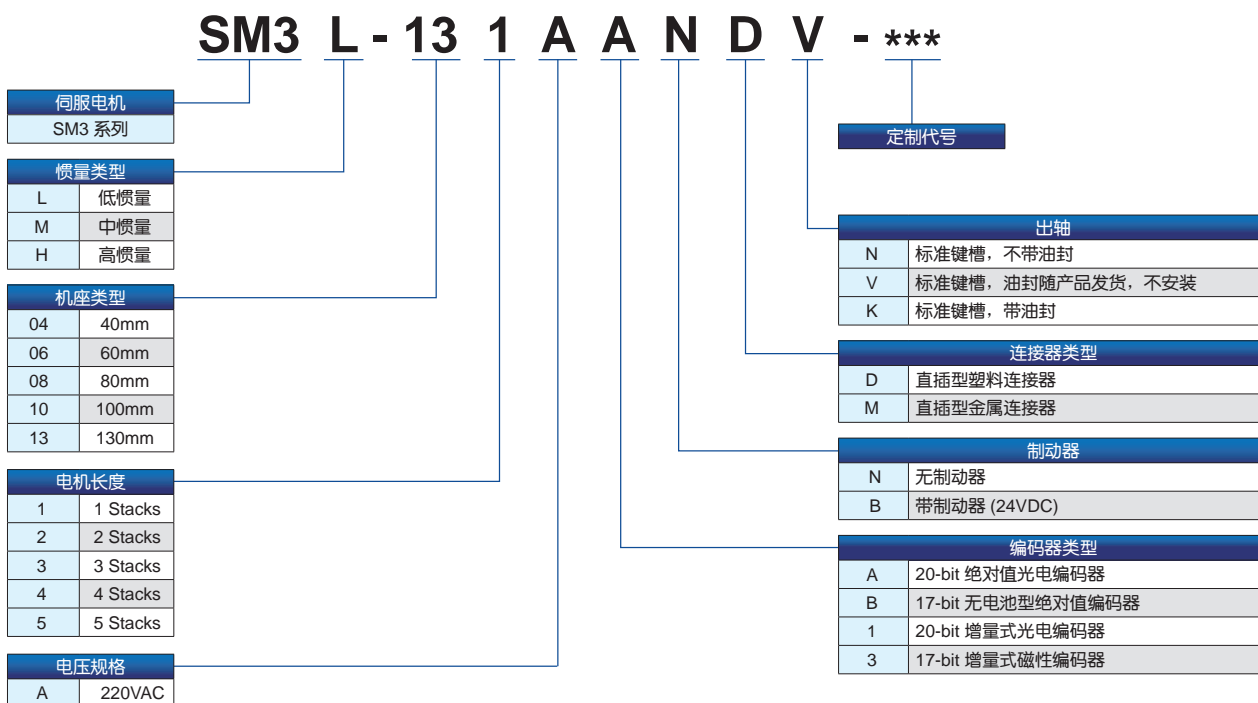 SM3 L - 13 1 A A N D V - ***
伺服电机
SM3 系列
惯量类型
L 低惯量
M 中惯量
H 高惯量
机座类型
04 40mm
06 60mm
08 80mm
10 100mm
13 130mm
电机长度
1 1 Stacks
2 2 Stacks
3 3 Stacks
4 4 Stacks
5 5 Stacks
电压规格
A 220VAC
定制代号
出轴
N 标准键槽，不带油封
V 标准键槽，油封随产品发货，不安装
K 标准键槽，带油封
连接器类型
D 直插型塑料连接器
M 直插型金属连接器
制动器
N 无制动器
B 带制动器 (24VDC)
编码器类型
A 20-bit 绝对值光电编码器
B 17-bit 无电池型绝对值编码器
1 20-bit 增量式光电编码器
3 17-bit 增量式磁性编码器